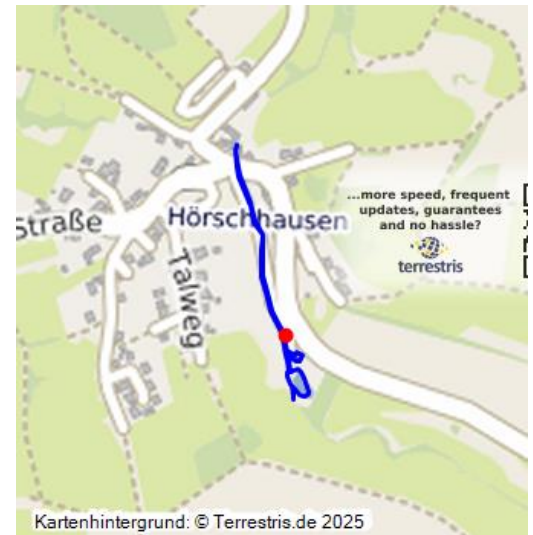 ...more speed, frequent
updates, guarantees
and no hassle?
terrestris
Straße
Hörschhausen
Talweg
Kartenhintergrund: © Terrestris.de 2025